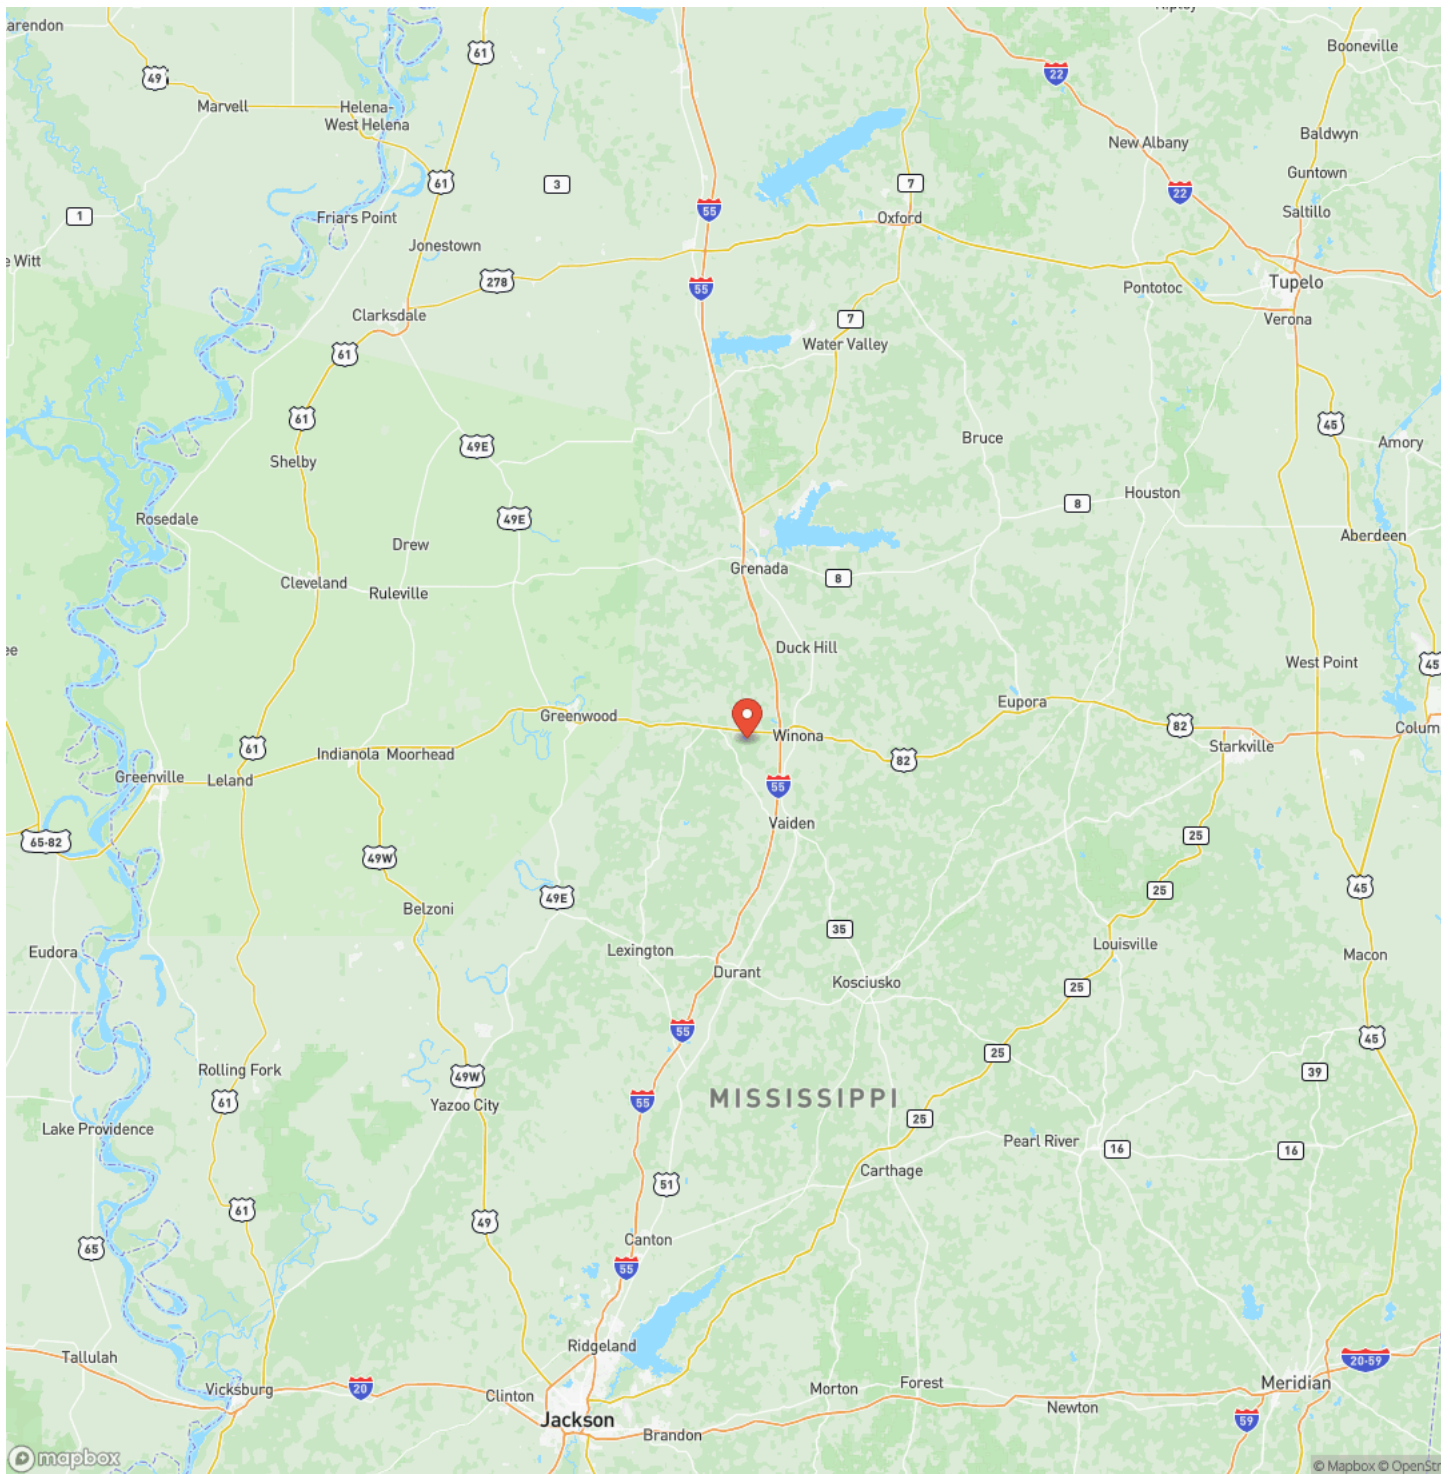 Ripley
arendon
61
Booneville
49
22
Marvell
Helena-
West Helena
Baldwyn
New Albany
Guntown
61
3
7
22
55
Saltillo
1
Friars Point
Oxford
Jonestown
e Witt
278
55
Tupelo
Pontotoc
Clarksdale
7
Verona
Water Valley
61
61
45
49E
Bruce
Amory
Shelby
Houston
8
Rosedale
49E
Aberdeen
Drew
Grenada
8
Cleveland
Ruleville
Duck Hill
ee
West Point
45
Eupora
Greenwood
82
Colum
Winona
61
Indianola
Moorhead
Starkville
82
Greenville
Leland
55
Vaiden
65-82
25
49W
25
45
49E
Belzoni
35
Louisville
Eudora
Lexington
Macon
Durant
Kosciusko
25
55
45
25
Rolling Fork
39
49W
61
55
MISSISSIPPI
Yazoo City
25
Lake Providence
Pearl River
16
16
Carthage
51
61
49
65
Canton
55
Ridgeland
Tallulah
20-59
Vicksburg
20
Clinton
Morton
Forest
Meridian
Newton
Jackson
59
Brandon
mapbox
© Mapbox © OpenStr